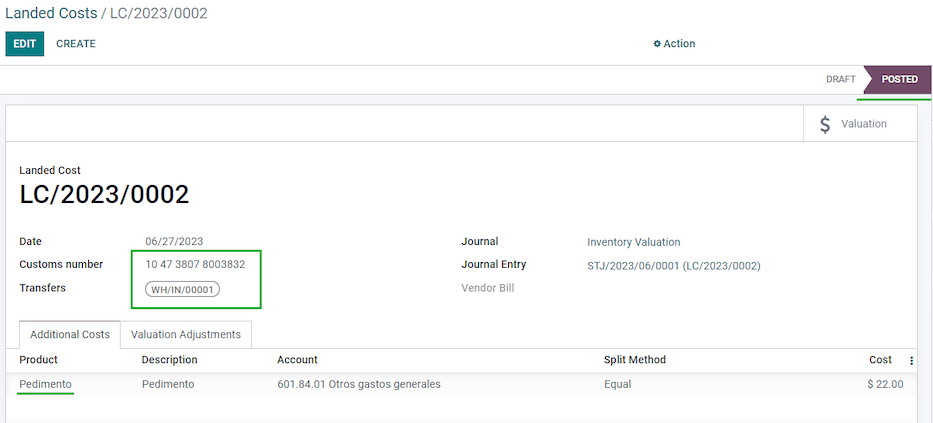 Landed Costs / LC/2023/0002
EDIT CREATE Action
DRAFT POSTED
$ Valuation
Landed Cost
LC/2023/0002
Date 06/27/2023 Journal Inventory Valuation
Customs number 10 47 3807 8003832 Journal Entry STJ/2023/06/0001 (LC/2023/0002)
Transfers WH/IN/00001 Vendor Bill
Additional Costs Valuation Adjustments
Product Description Account Split Method Cost
Pedimento Pedimento 601.84.01 Otros gastos generales Equal $ 22.00